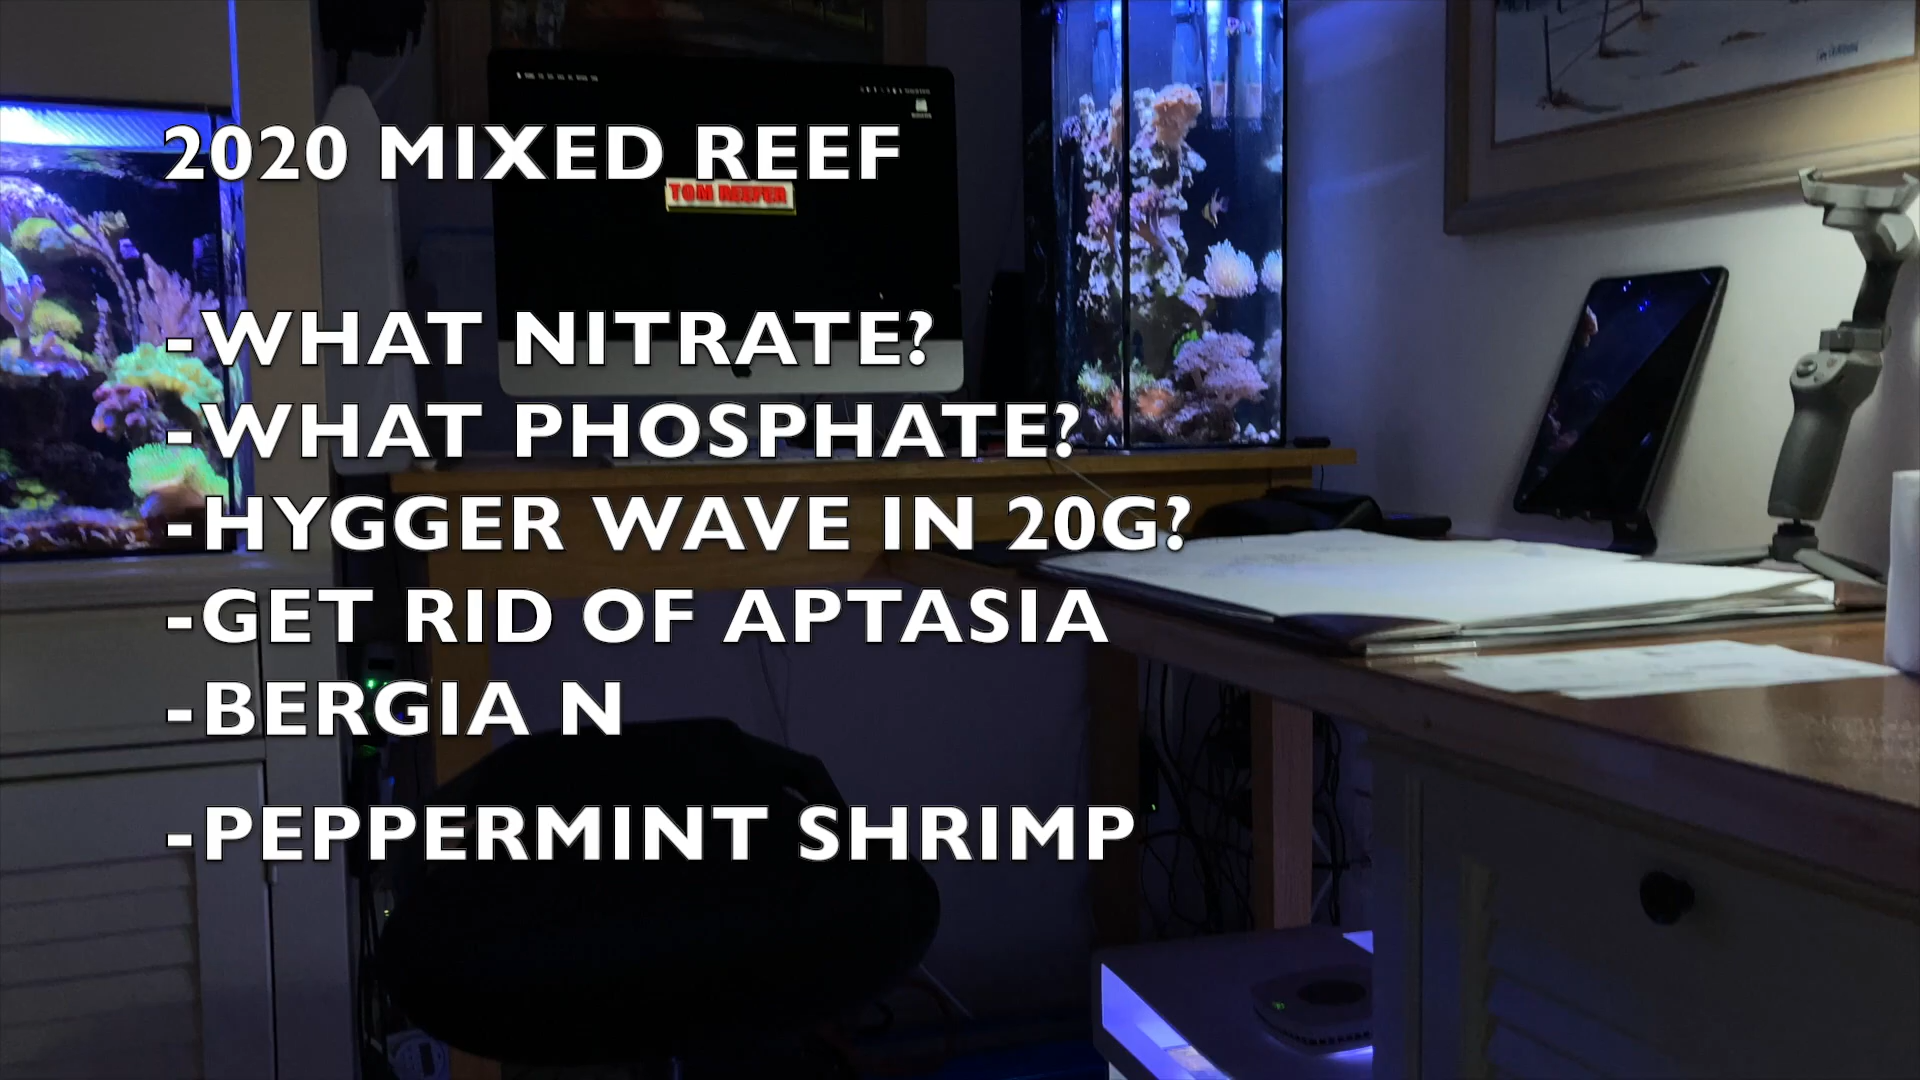 2020 MIXED REEF
TOM REEFER
-WHAT NITRATE?
-WHAT PHOSPHATE?
-HYGGER WAVE IN 20G?
-GET RID OF APTASIA
-BERGIA N
-PEPPERMINT SHRIMP